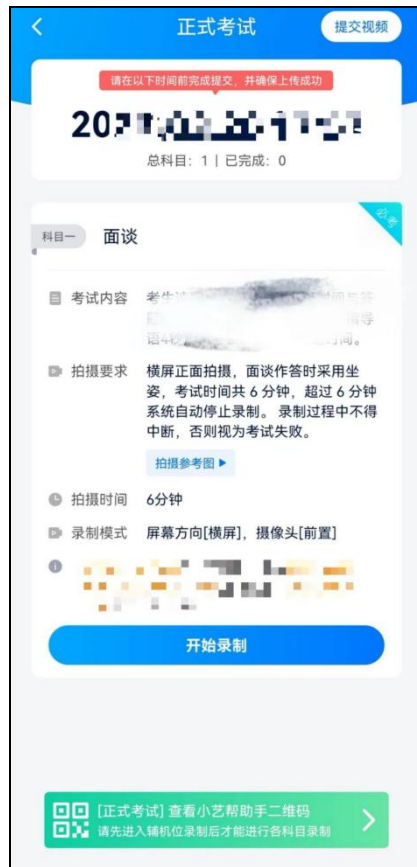 正式考试
提交视频
请在以下时间前完成提交，并确保上传成功
总科目：1 | 已完成：0
必考
科目一
面谈
考试内容
考生
拍摄要求
横屏正面拍摄，面谈作答时采用坐
姿，考试时间共 6 分钟，超过 6 分钟
系统自动停止录制。 录制过程中不得
中断，否则视为考试失败。
拍摄参考图
拍摄时间
6分钟
录制模式
屏幕方向[横屏]，摄像头[前置]
开始录制
[正式考试] 查看小艺帮助手二维码
请先进入辅机位录制后才能进行各科目录制